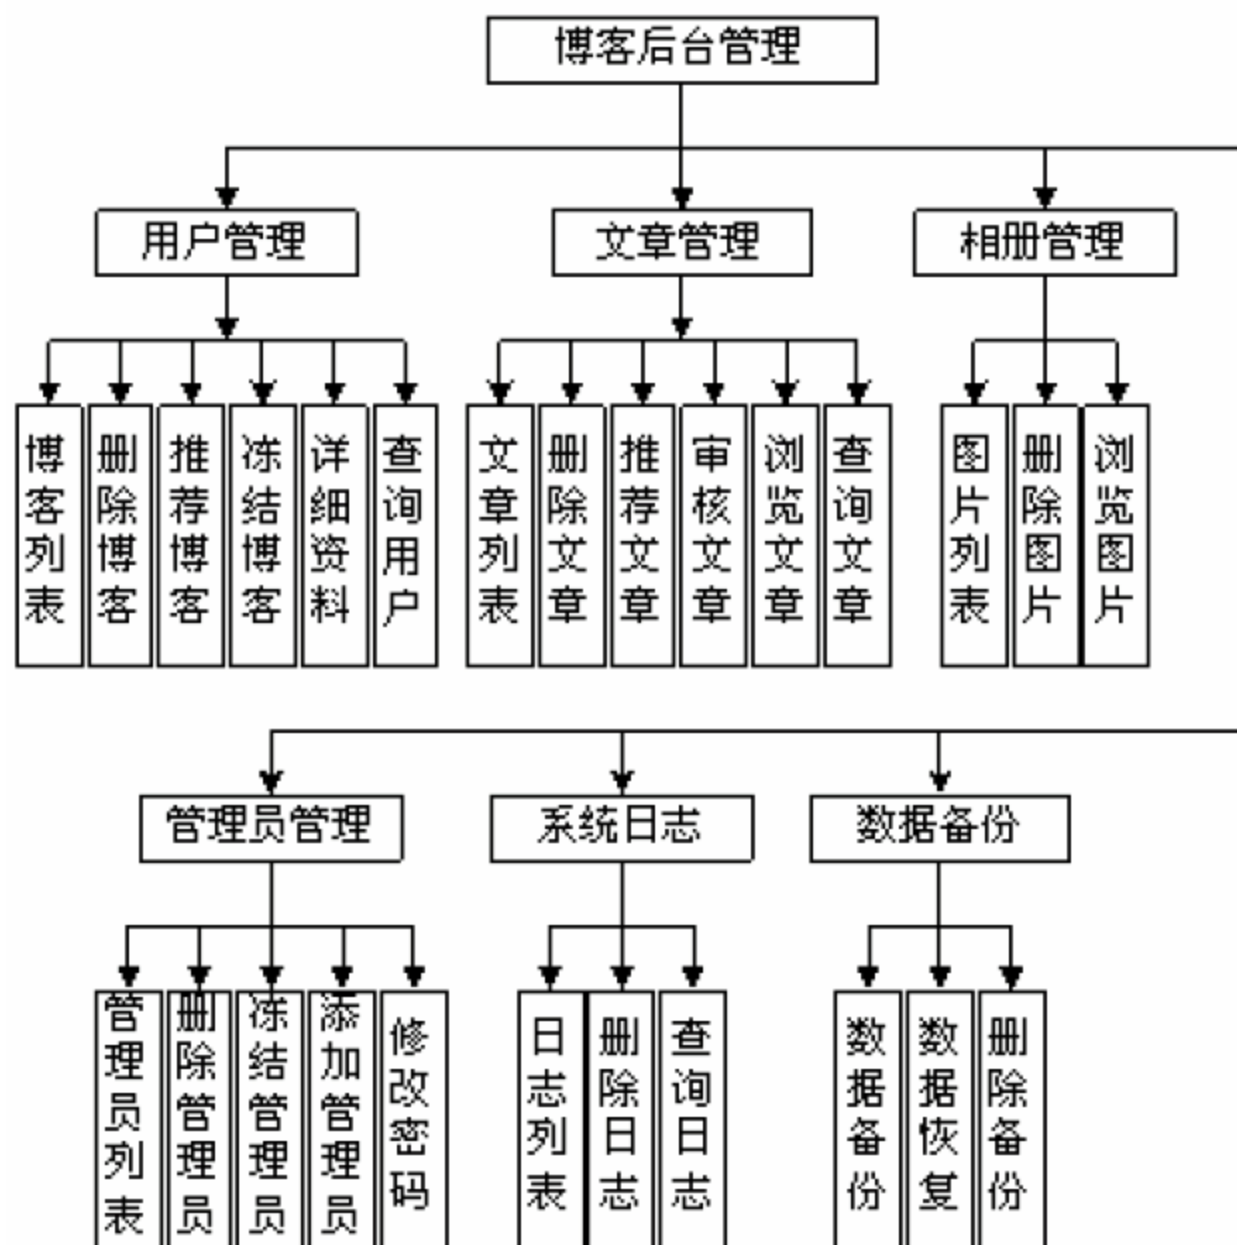 博客后台管理
用户管理
文章管理
相册管理
博客列表
删除博客
推荐博客
冻结博客
详细资料
查询用户
文章列表
删除文章
推荐文章
审核文章
浏览文章
查询文章
图片列表
删除图片
浏览图片
管理员管理
系统日志
数据备份
管理员列表
删除管理员
冻结管理员
添加管理员
修改密码
日志列表
删除日志
查询日志
数据备份
数据恢复
删除备份